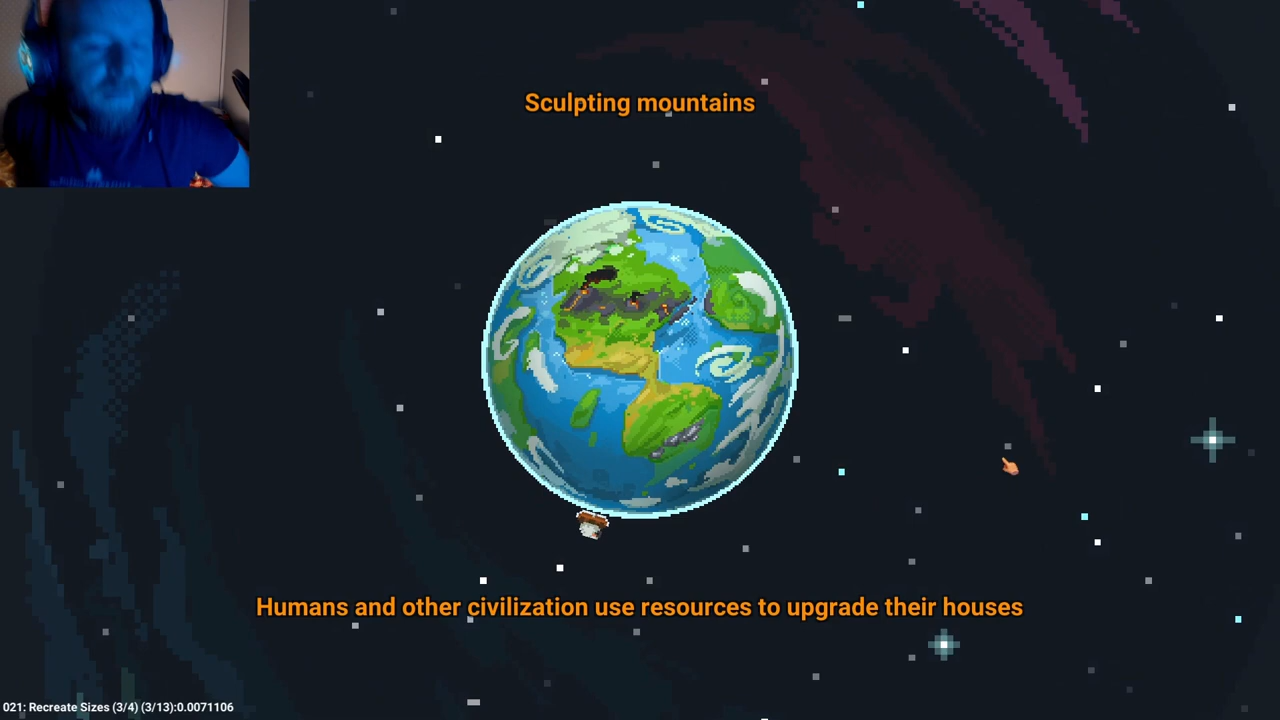 Sculpting mountains
Humans and other civilization use resources to upgrade their houses
021: Recreate Sizes (3/4) (3/13):0.0071106